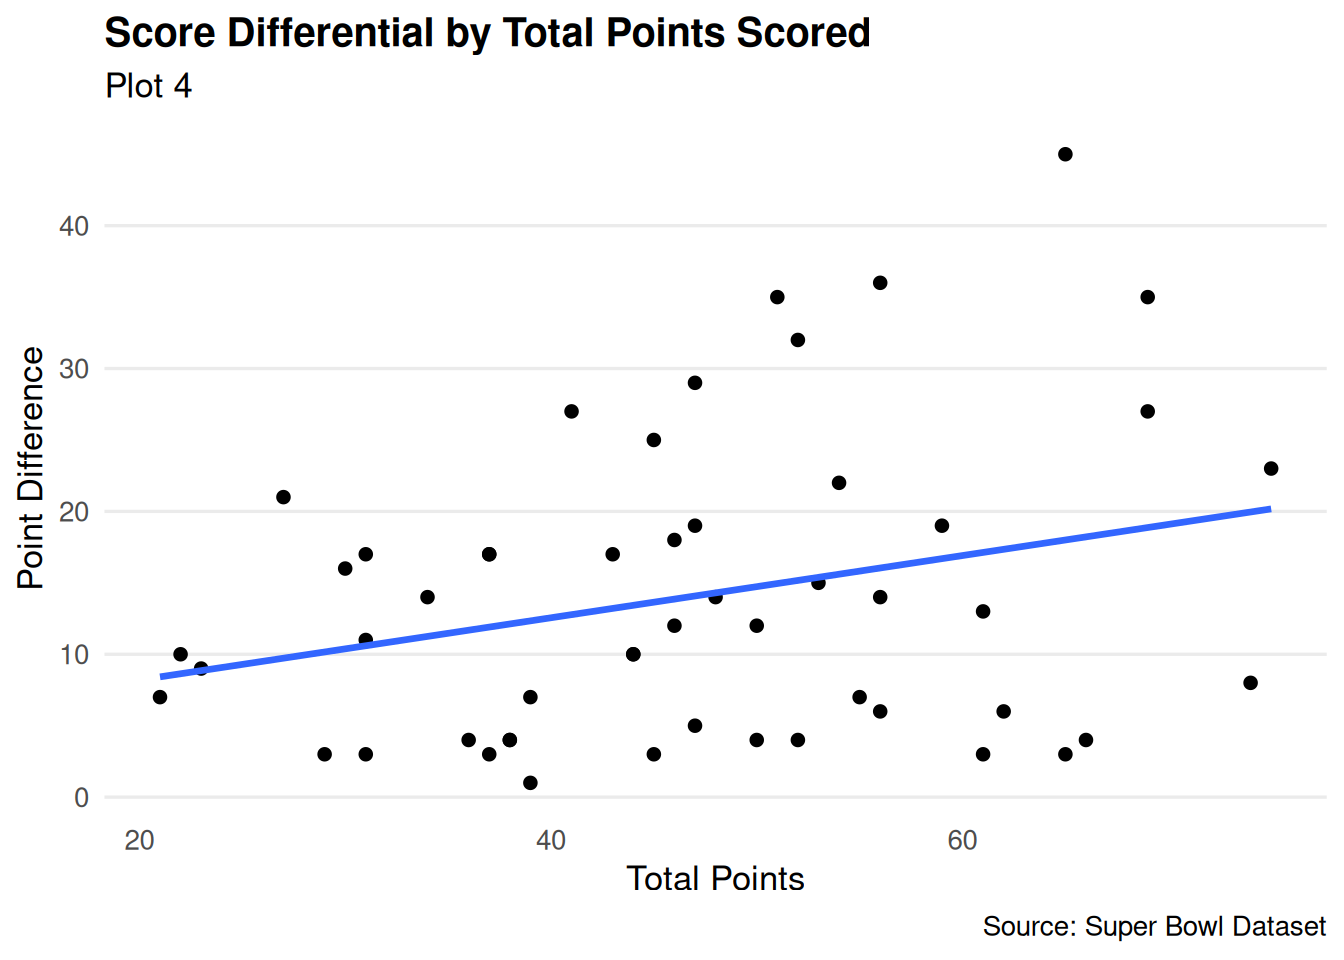 Score Differential by Total Points Scored
Plot 4
40
30
20
10
0
Point Difference
20 40 60
Total Points
Source: Super Bowl Dataset